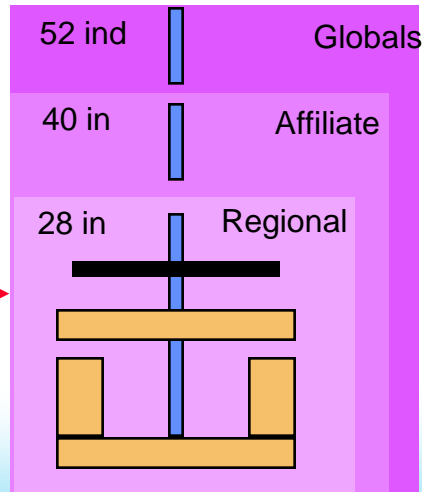 52 ind
Globals
40 in
Affiliate
28 in
Regional